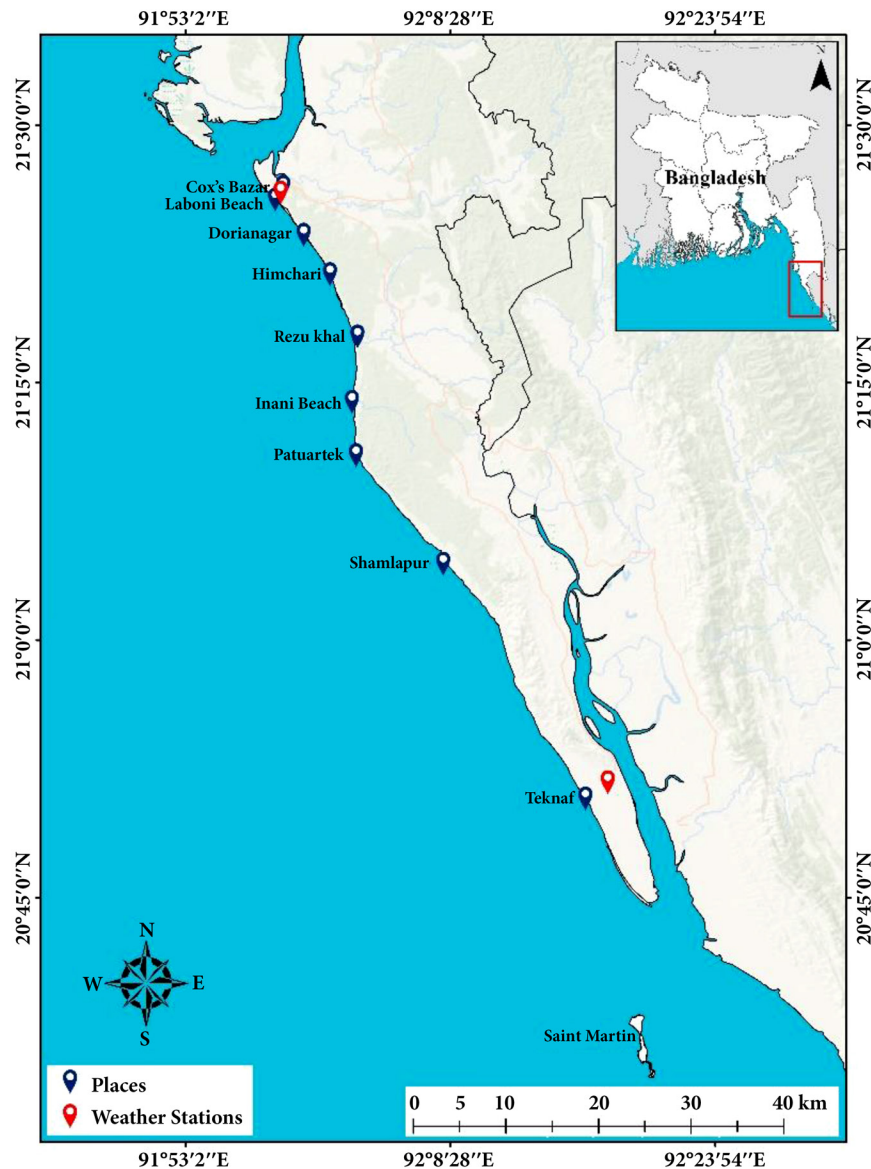 91°53′2′′E 92°8′28′′E 92°23′54′′E
21°30′0′′N
21°30′0′′N
N
Bangladesh
Cox's Bazar
Laboni Beach
Dorianagar
Himchari
Rezu khal
21°15′0′′N
21°15′0′′N
Inani Beach
Patuartek
Shamlapur
21°0′0′′N
21°0′0′′N
Teknaf
20°45′0′′N
20°45′0′′N
N
W E
S
Saint Martin
Places
Weather Stations
0 5 10 20 30 40 km
91°53′2′′E 92°8′28′′E 92°23′54′′E